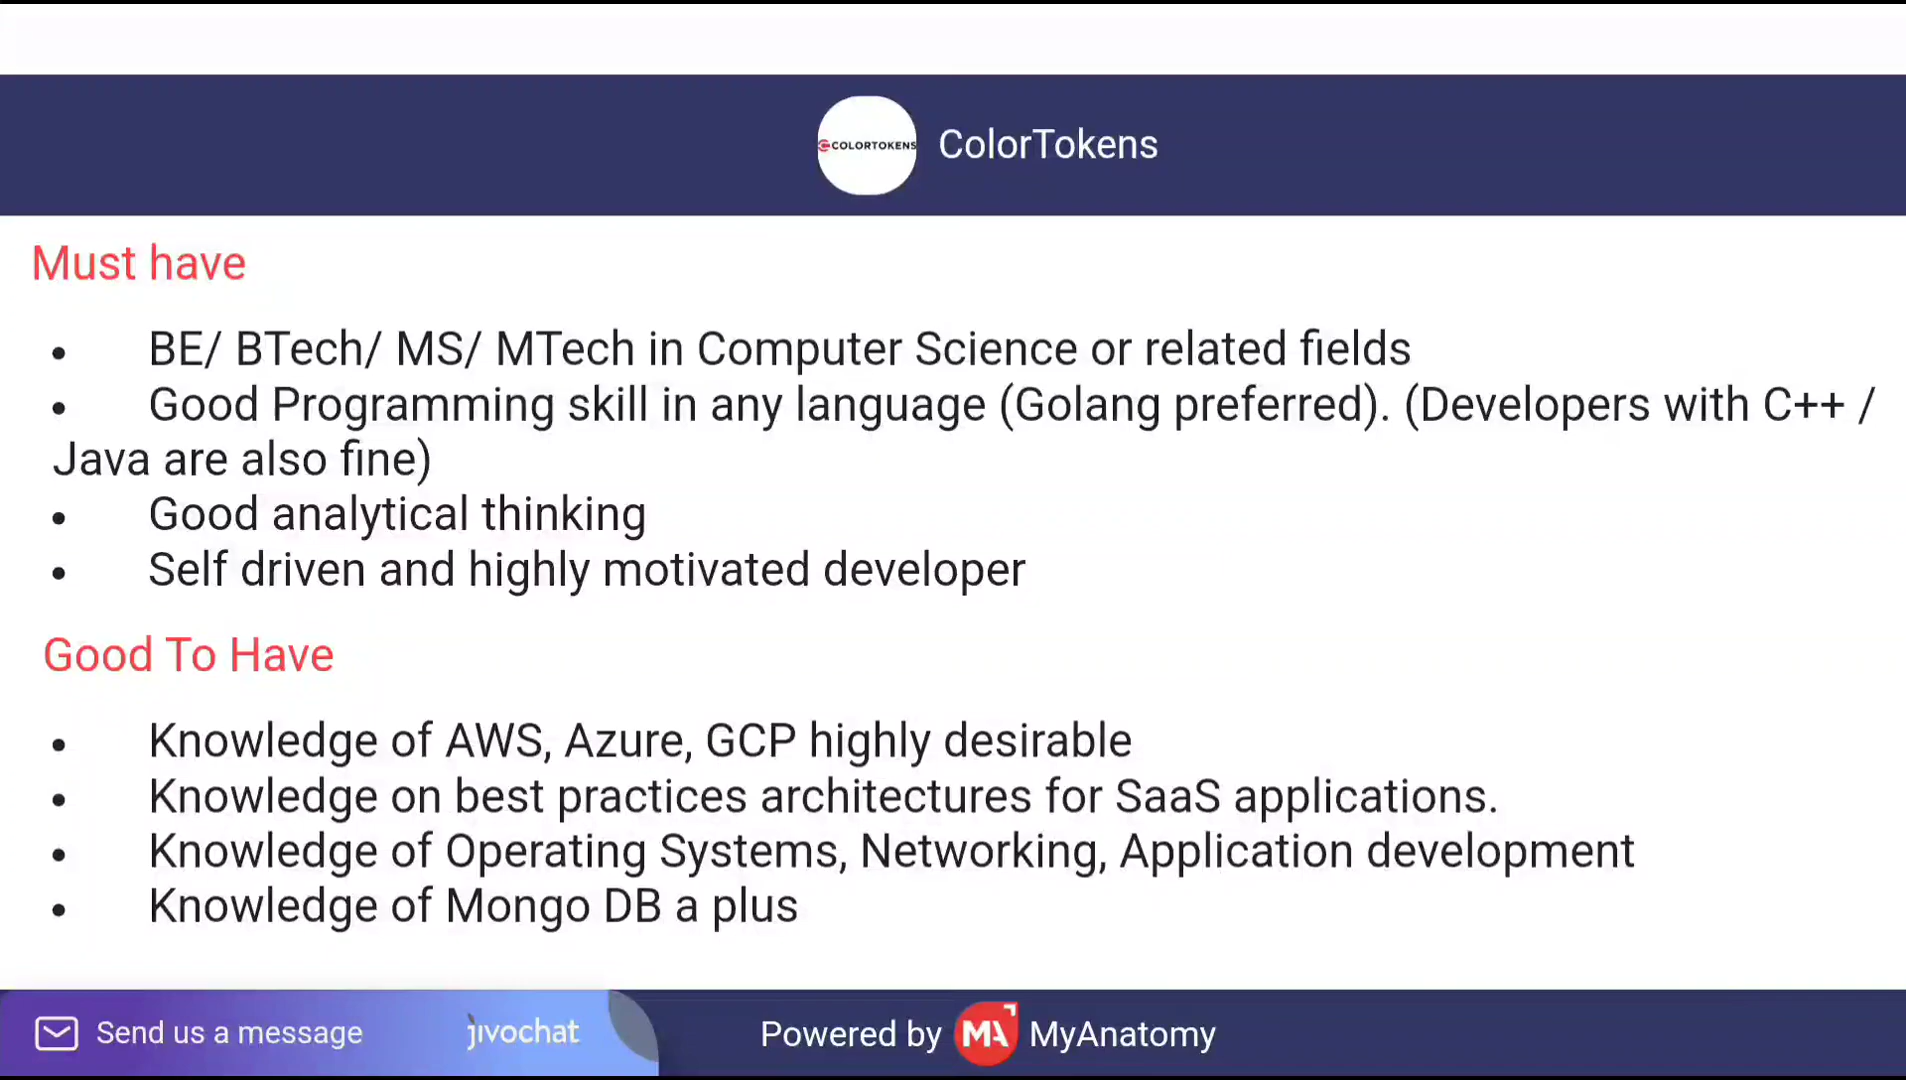 COLORTOKENS ColorTokens
Must have
• BE/ BTech/ MS/ MTech in Computer Science or related fields
• Good Programming skill in any language (Golang preferred). (Developers with C++ /
Java are also fine)
• Good analytical thinking
• Self driven and highly motivated developer
Good To Have
• Knowledge of AWS, Azure, GCP highly desirable
• Knowledge on best practices architectures for SaaS applications.
• Knowledge of Operating Systems, Networking, Application development
• Knowledge of Mongo DB a plus
Send us a message jivochat Powered by MA MyAnatomy